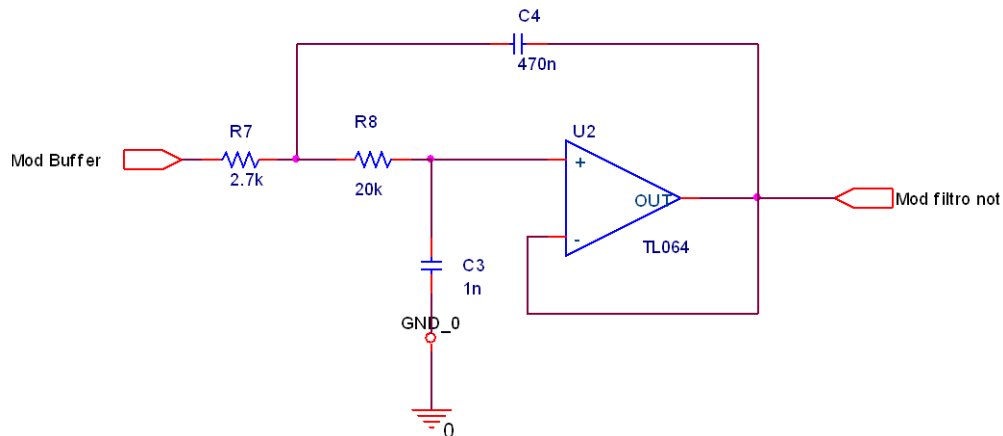 C4
470n
R7
R8
U2
Mod Buffer
+
2.7k
20k
OUT
Mod filtro not
-
TL064
C3
1n
GND_0
0